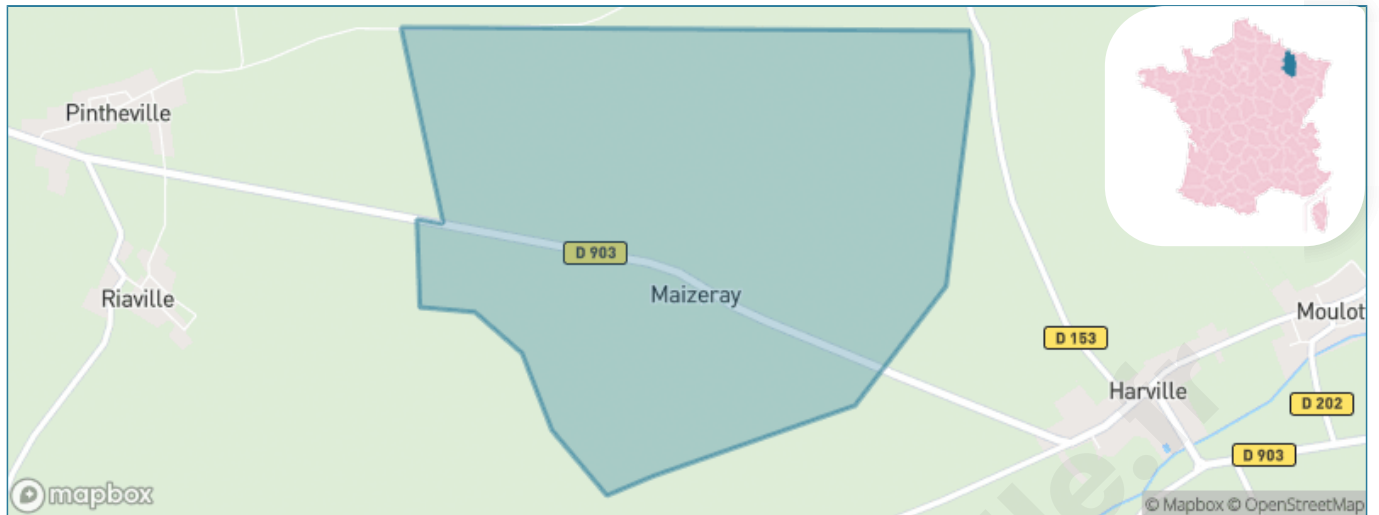 Pintheville
D 903
Riaville
Maizeray
Moulot
D 153
Harville
D 202
D 903
mapbox
© Mapbox © OpenStreetMap